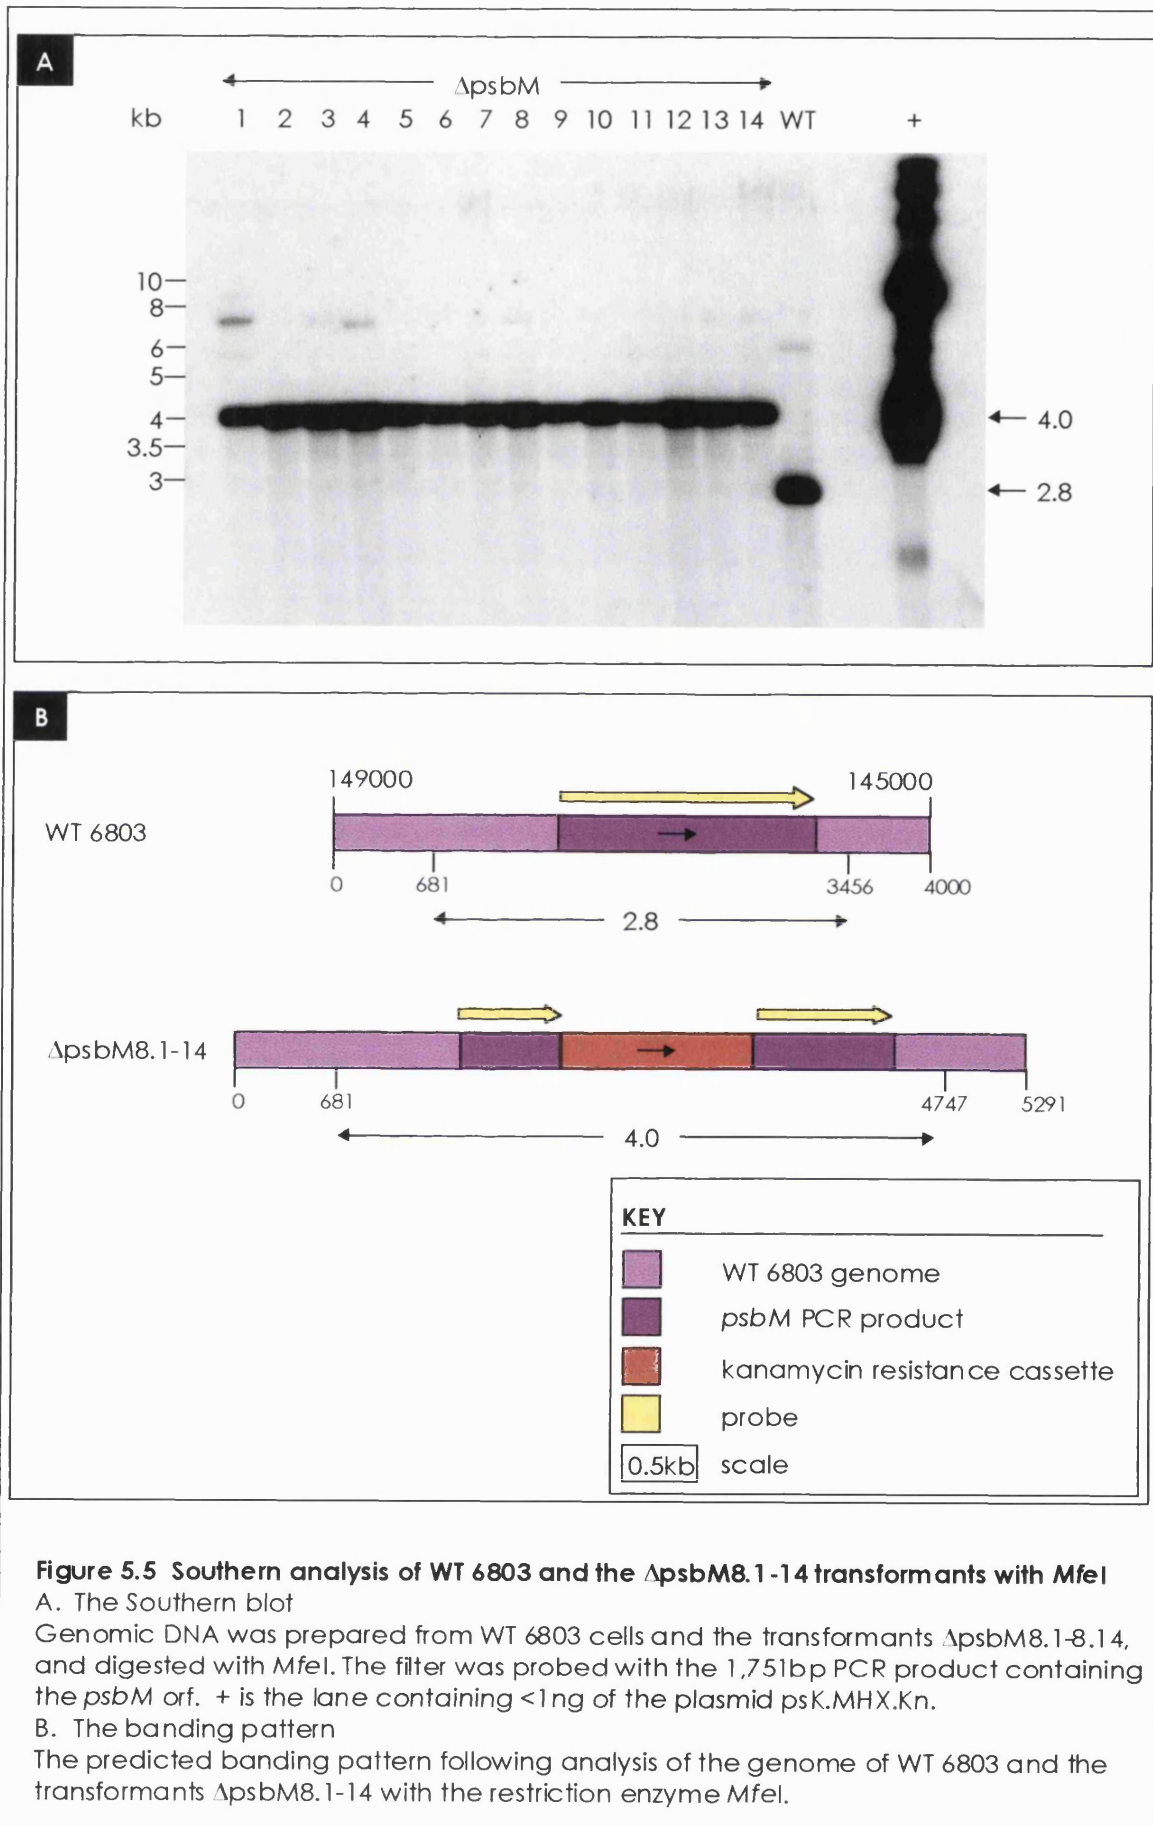 A
ΔpsbM
kb 1 2 3 4 5 6 7 8 9 10 11 12 13 14 WT +
10
8
6
5
4
3.5
3
4.0
2.8
B
149000 145000
WT 6803
0 681 3456 4000
2.8
ΔpsbM8.1-14
0 681 4747 5291
4.0
KEY
WT 6803 genome
psbM PCR product
kanamycin resistance cassette
probe
0.5kb scale
Figure 5.5 Southern analysis of WT 6803 and the ΔpsbM8.1-14 transformants with MfeI
A. The Southern blot
Genomic DNA was prepared from WT 6803 cells and the transformants ΔpsbM8.1-8.14,
and digested with MfeI. The filter was probed with the 1,751bp PCR product containing
the psbM orf. + is the lane containing <1ng of the plasmid psK.MHX.Kn.
B. The banding pattern
The predicted banding pattern following analysis of the genome of WT 6803 and the
transformants ΔpsbM8.1-14 with the restriction enzyme MfeI.